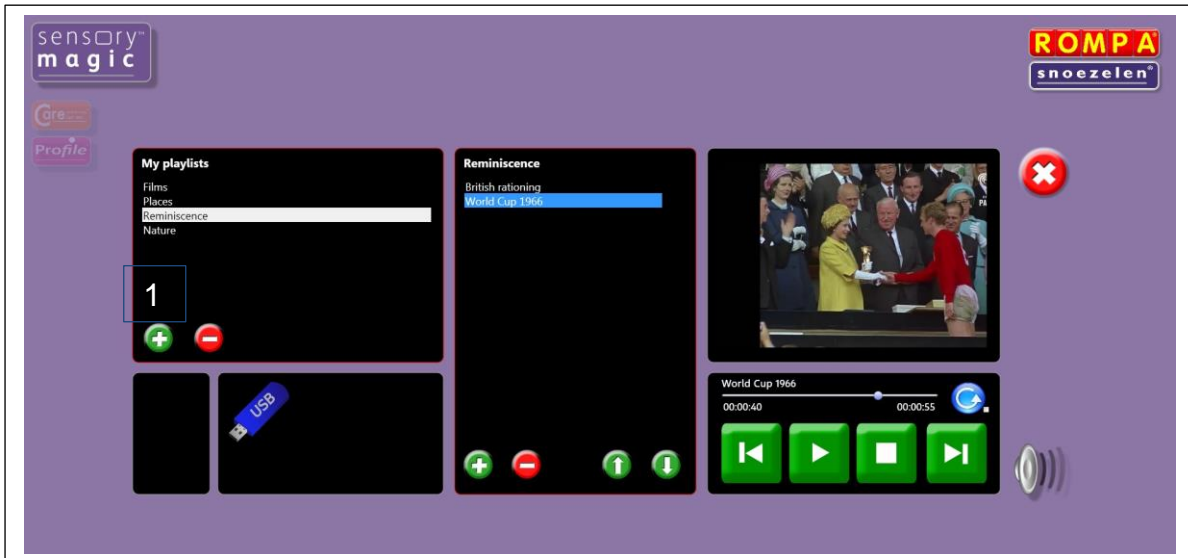 sensory™
magic
ROMPA®
snoezelen®
Care
Profile
My playlists
Films
Places
Reminiscence
Nature
1
Reminiscence
British rationing
World Cup 1966
PA
USB
World Cup 1966
00:00:40 00:00:55